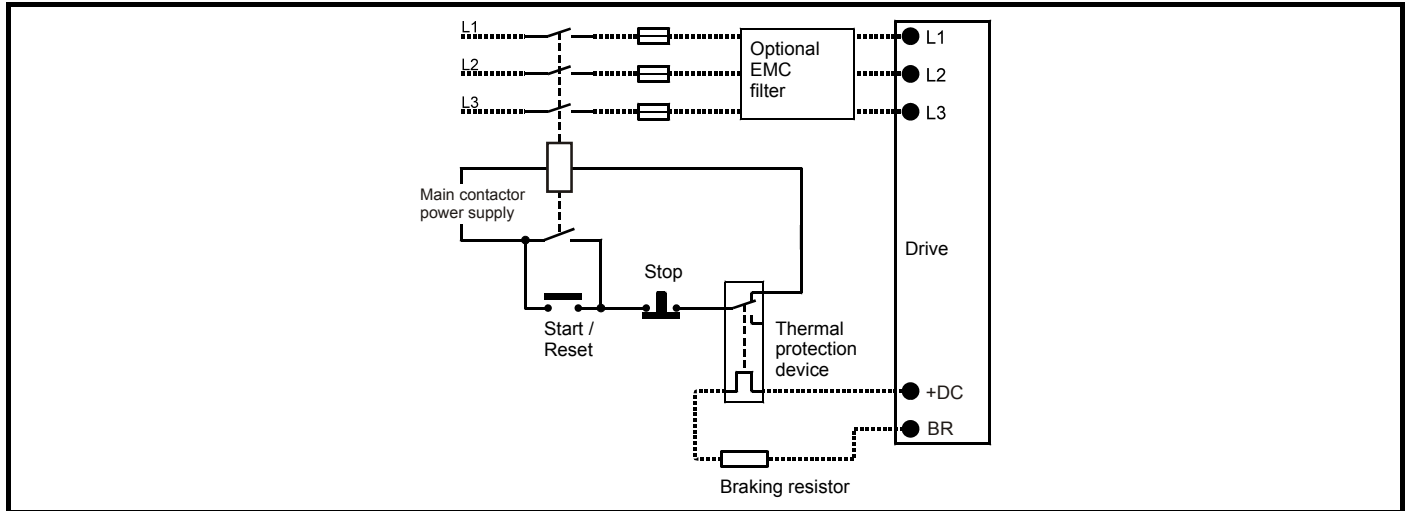 L1
L2
L3
Optional
EMC
filter
L1
L2
L3
Main contactor
power supply
Drive
Stop
Start /
Reset
Thermal
protection
device
+DC
BR
Braking resistor